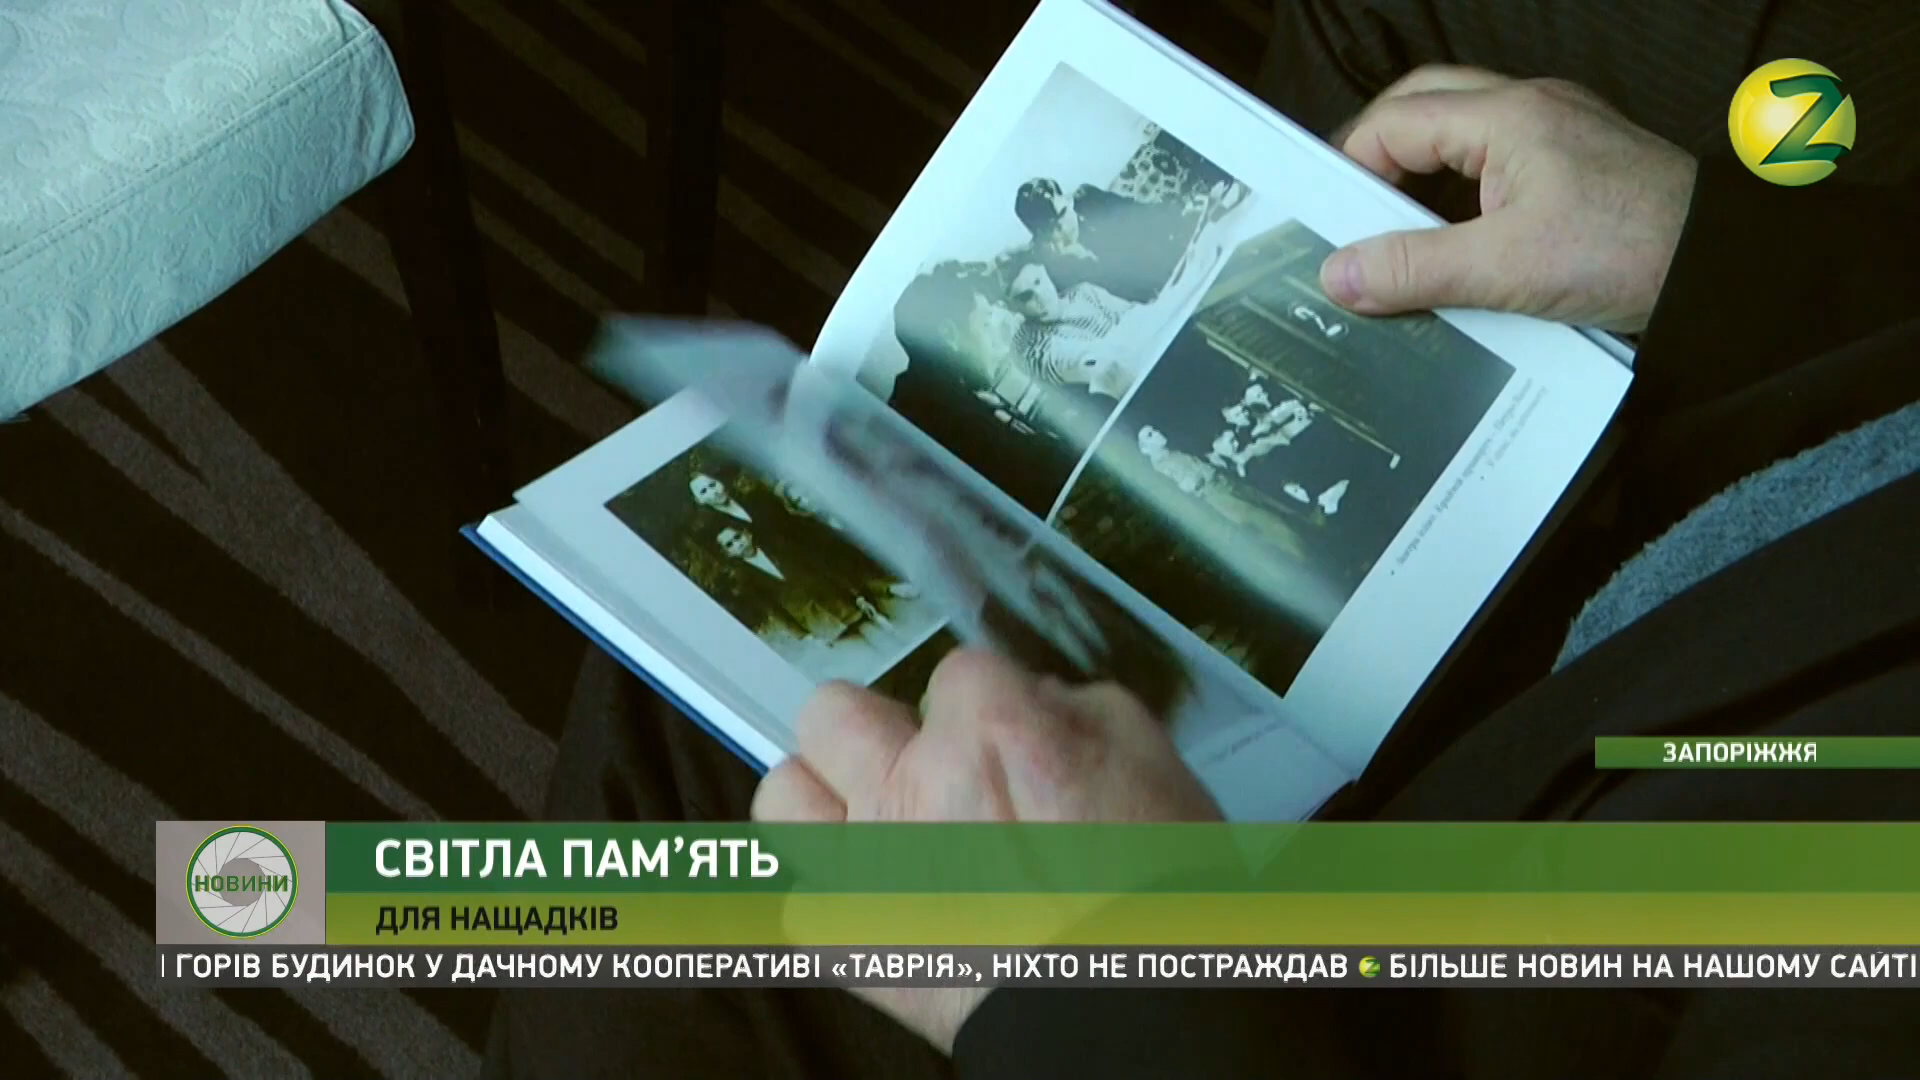 Z
ЗАПОРІЖЖЯ
НОВИНИ
СВІТЛА ПАМ’ЯТЬ
ДЛЯ НАЩАДКІВ
ГОРІВ БУДИНОК У ДАЧНОМУ КООПЕРАТИВІ «ТАВРІЯ», НІХТО НЕ ПОСТРАЖДАВ БІЛЬШЕ НОВИН НА НАШОМУ САЙТІ